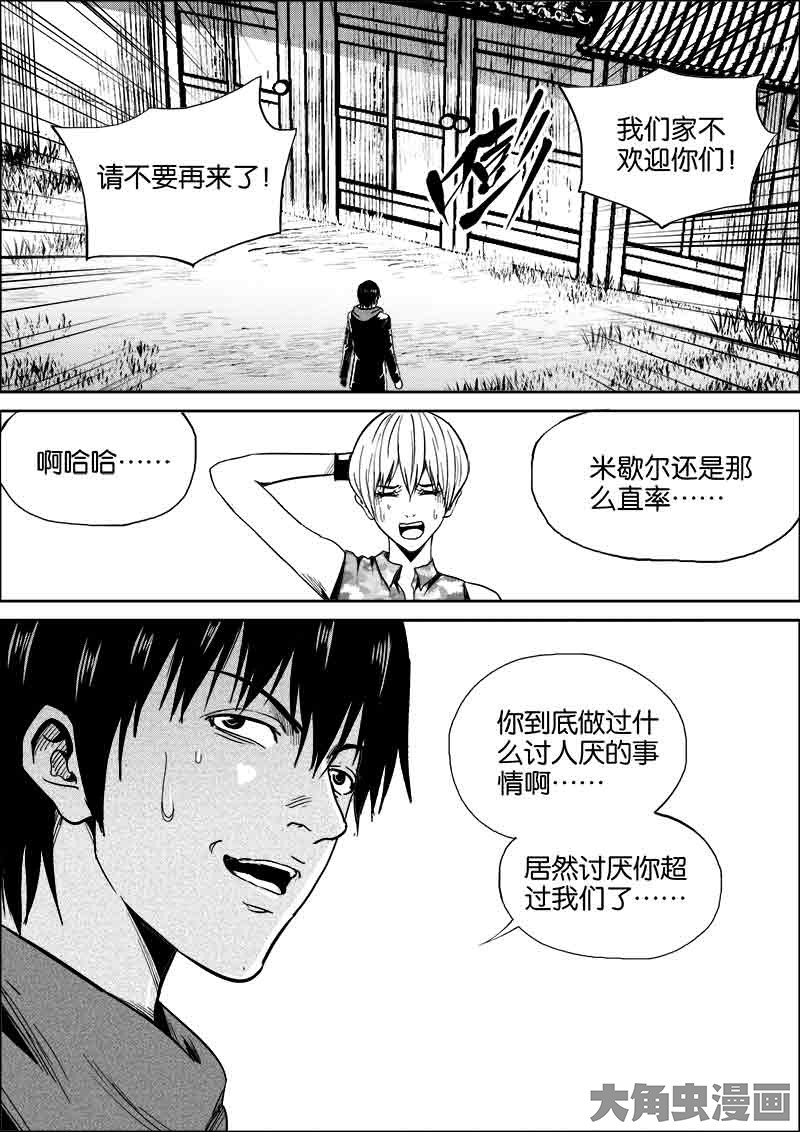 请不要再来了！
我们家不
欢迎你们！
啊哈哈……
米歇尔还是那
么直率……
你到底做过什
么讨人厌的事
情啊……
居然讨厌你超
过我们了……
大角虫漫画